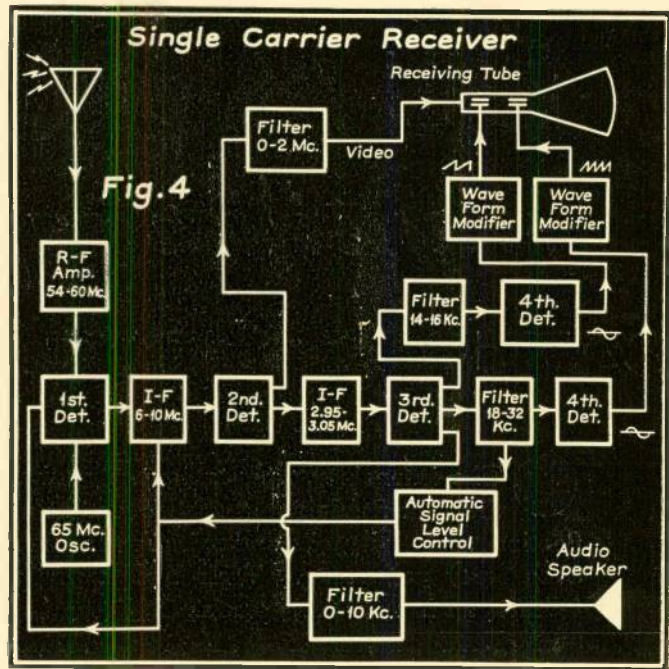 Single Carrier Receiver
Receiving Tube
Filter
0-2 Mc.
Video
Fig.4
Wave
Form
Modifier
Wave
Form
Modifier
R-F
Amp.
54-60 Mc.
Filter
14-16 Kc.
4th.
Det.
1st.
Det.
I-F
6-10 Mc.
2nd.
Det.
I-F
2.95-
3.05 Mc.
3rd.
Det.
Filter
18-32
Kc.
4th.
Det.
65 Mc.
Osc.
Automatic
Signal
Level
Control
Audio
Speaker
Filter
0-10 Kc.